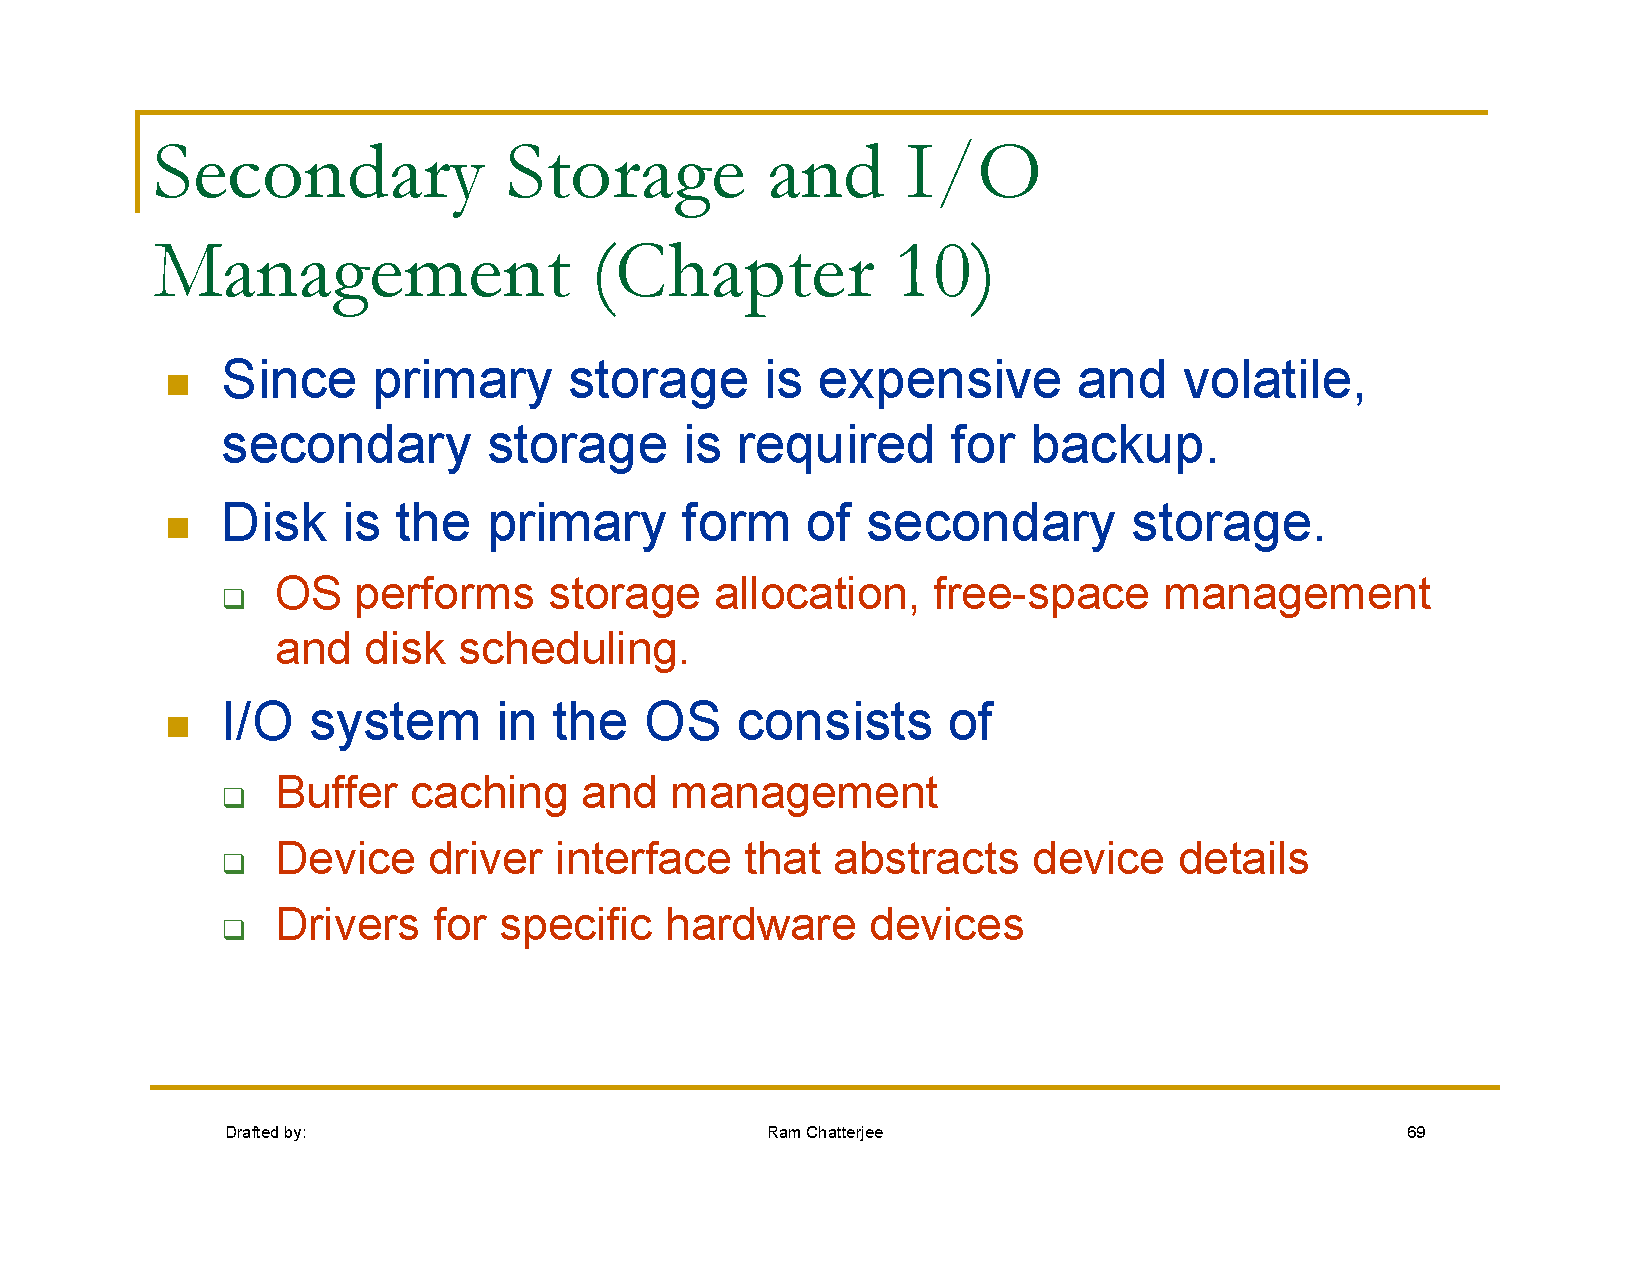 Secondary Storage and I/O
Management (Chapter 10)
Since primary storage is expensive and volatile,
secondary storage is required for backup.
Disk is the primary form of secondary storage.
OS performs storage allocation, free-space management
and disk scheduling.
I/O system in the OS consists of
Buffer caching and management
Device driver interface that abstracts device details
Drivers for specific hardware devices
Drafted by: Ram Chatterjee 69